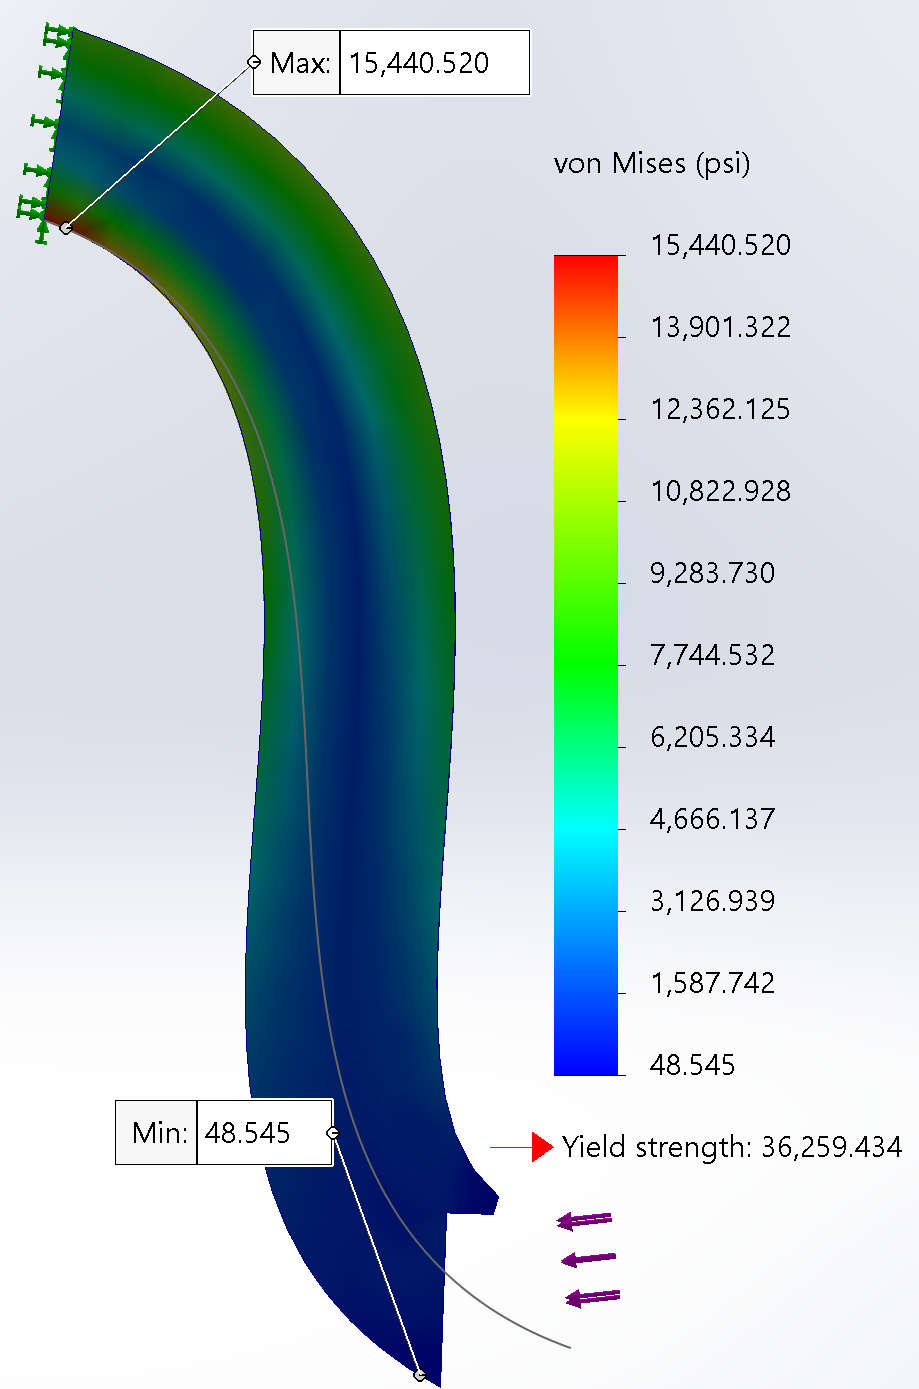 Max: 15,440.520
von Mises (psi)
15,440.520
13,901.322
12,362.125
10,822.928
9,283.730
7,744.532
6,205.334
4,666.137
3,126.939
1,587.742
48.545
Min: 48.545
Yield strength: 36,259.434